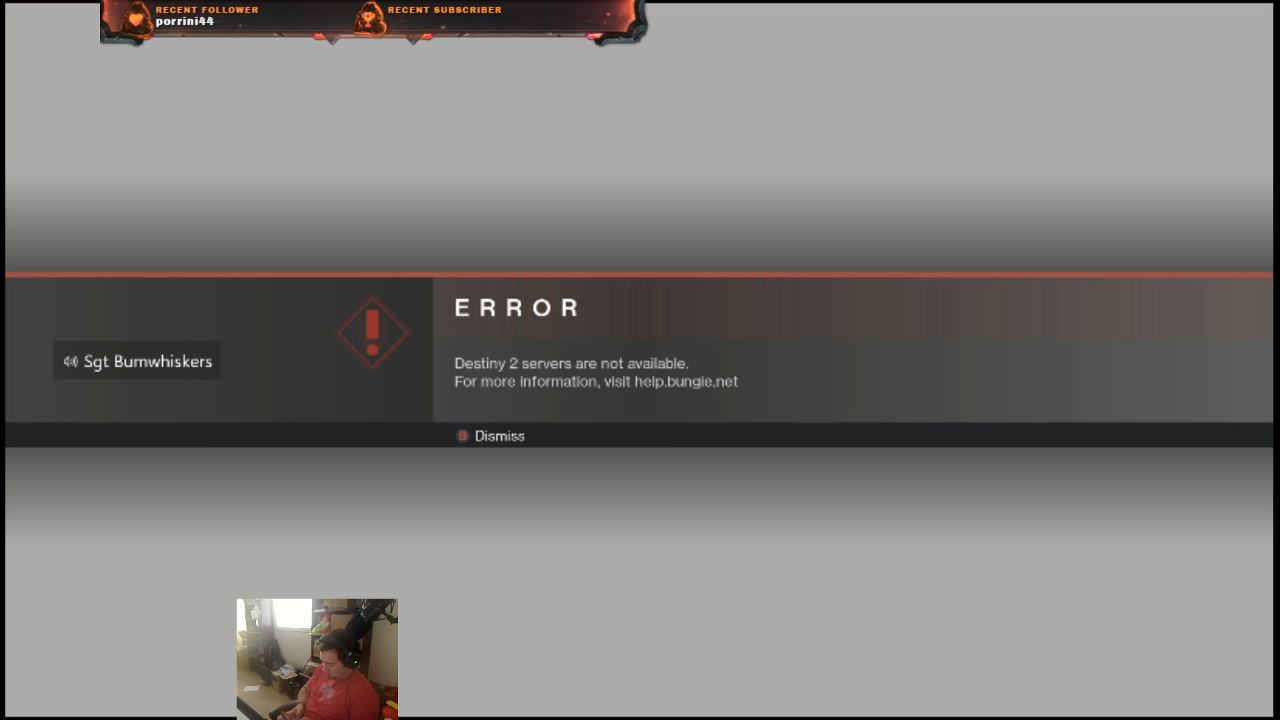 RECENT FOLLOWER
porrini44
RECENT SUBSCRIBER
ERROR
Sgt Bumwhiskers
Destiny 2 servers are not available.
For more information, visit help.bungie.net
B Dismiss